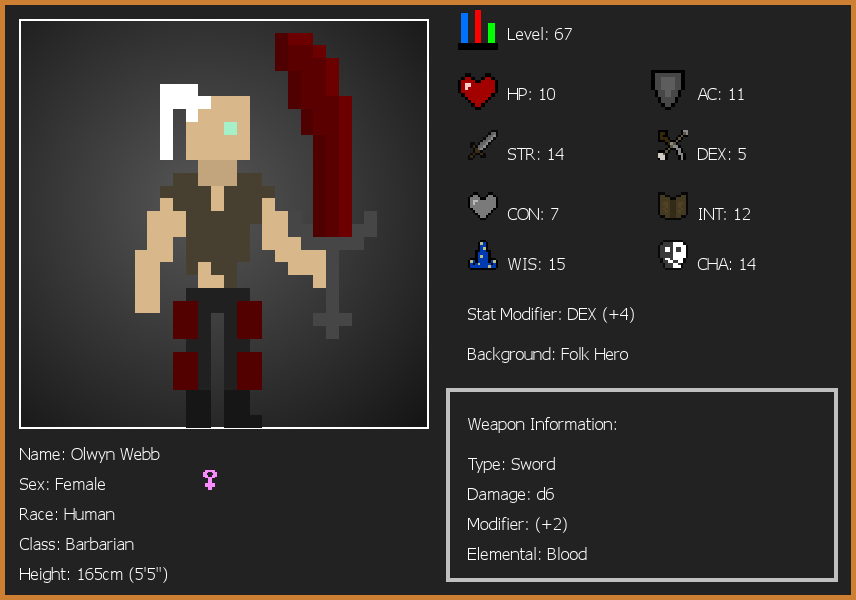 Level: 67
HP: 10
AC: 11
STR: 14
DEX: 5
CON: 7
INT: 12
WIS: 15
CHA: 14
Stat Modifier: DEX (+4)
Background: Folk Hero
Weapon Information:
Type: Sword
Damage: d6
Modifier: (+2)
Elemental: Blood
Name: Olwyn Webb
Sex: Female
Race: Human
Class: Barbarian
Height: 165cm (5'5")